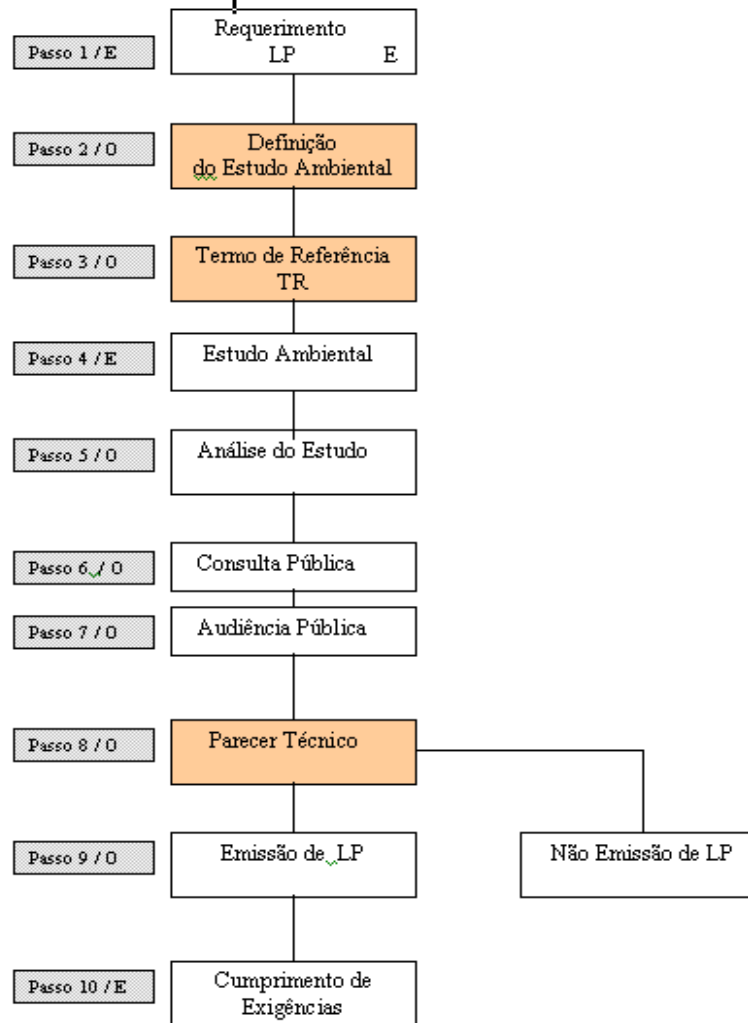 Passo 1 / E
Requerimento
LP E
Passo 2 / O
Definição
do Estudo Ambiental
Passo 3 / O
Termo de Referência
TR
Passo 4 / E
Estudo Ambiental
Passo 5 / O
Análise do Estudo
Passo 6 / O
Consulta Pública
Passo 7 / O
Audiência Pública
Passo 8 / O
Parecer Técnico
Passo 9 / O
Emissão de LP
Não Emissão de LP
Passo 10 / E
Cumprimento de
Exigências